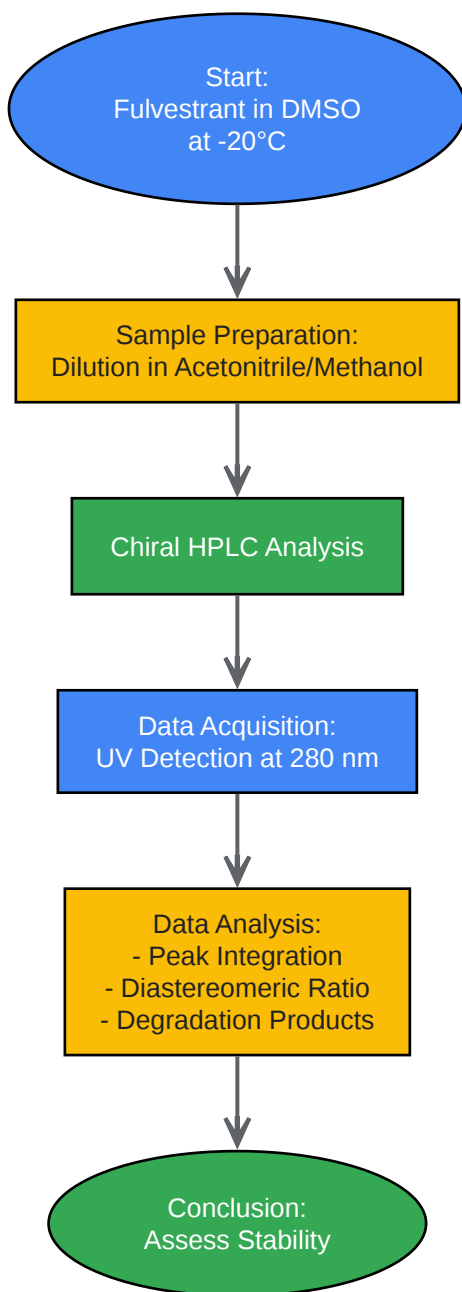 Start:
Fulvestrant in DMSO
at -20°C
Sample Preparation:
Dilution in Acetonitrile/Methanol
Chiral HPLC Analysis
Data Acquisition:
UV Detection at 280 nm
Data Analysis:
- Peak Integration
- Diastereomeric Ratio
- Degradation Products
Conclusion:
Assess Stability